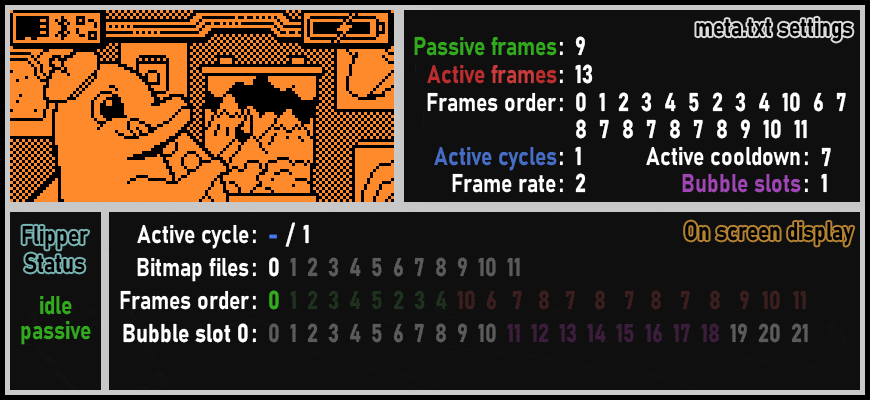 meta.txt settings
Passive frames: 9
Active frames: 13
Frames order: 0 1 2 3 4 5 2 3 4 10 6 7
8 7 8 7 8 7 8 9 10 11
Active cycles: 1 Active cooldown: 7
Frame rate: 2 Bubble slots: 1
Flipper
Status
idle
passive
On screen display
Active cycle: - / 1
Bitmap files: 0 1 2 3 4 5 6 7 8 9 10 11
Frames order: 0 1 2 3 4 5 2 3 4 10 6 7 8 7 8 7 8 7 8 9 10 11
Bubble slot 0: 0 1 2 3 4 5 6 7 8 9 10 11 12 13 14 15 16 17 18 19 20 21